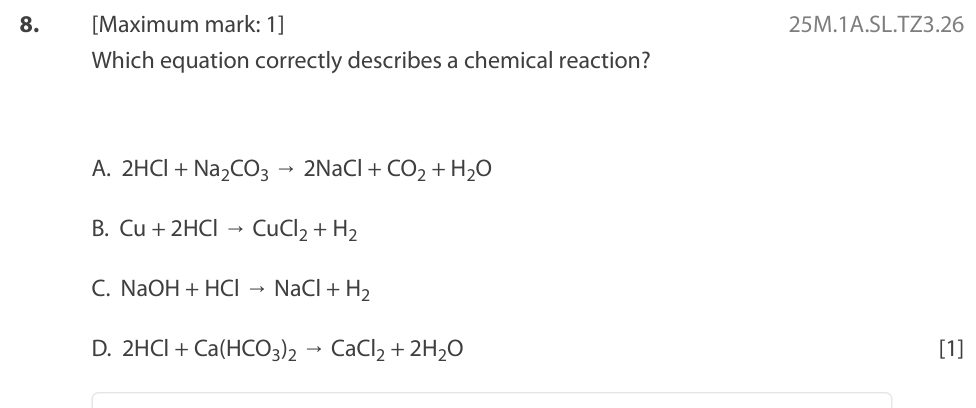 8. [Maximum mark: 1] 25M.1A.SL.TZ3.26
Which equation correctly describes a chemical reaction?
A. 2HCl + Na₂CO₃ → 2NaCl + CO₂ + H₂O
B. Cu + 2HCl → CuCl₂ + H₂
C. NaOH + HCl → NaCl + H₂
D. 2HCl + Ca(HCO₃)₂ → CaCl₂ + 2H₂O [1]